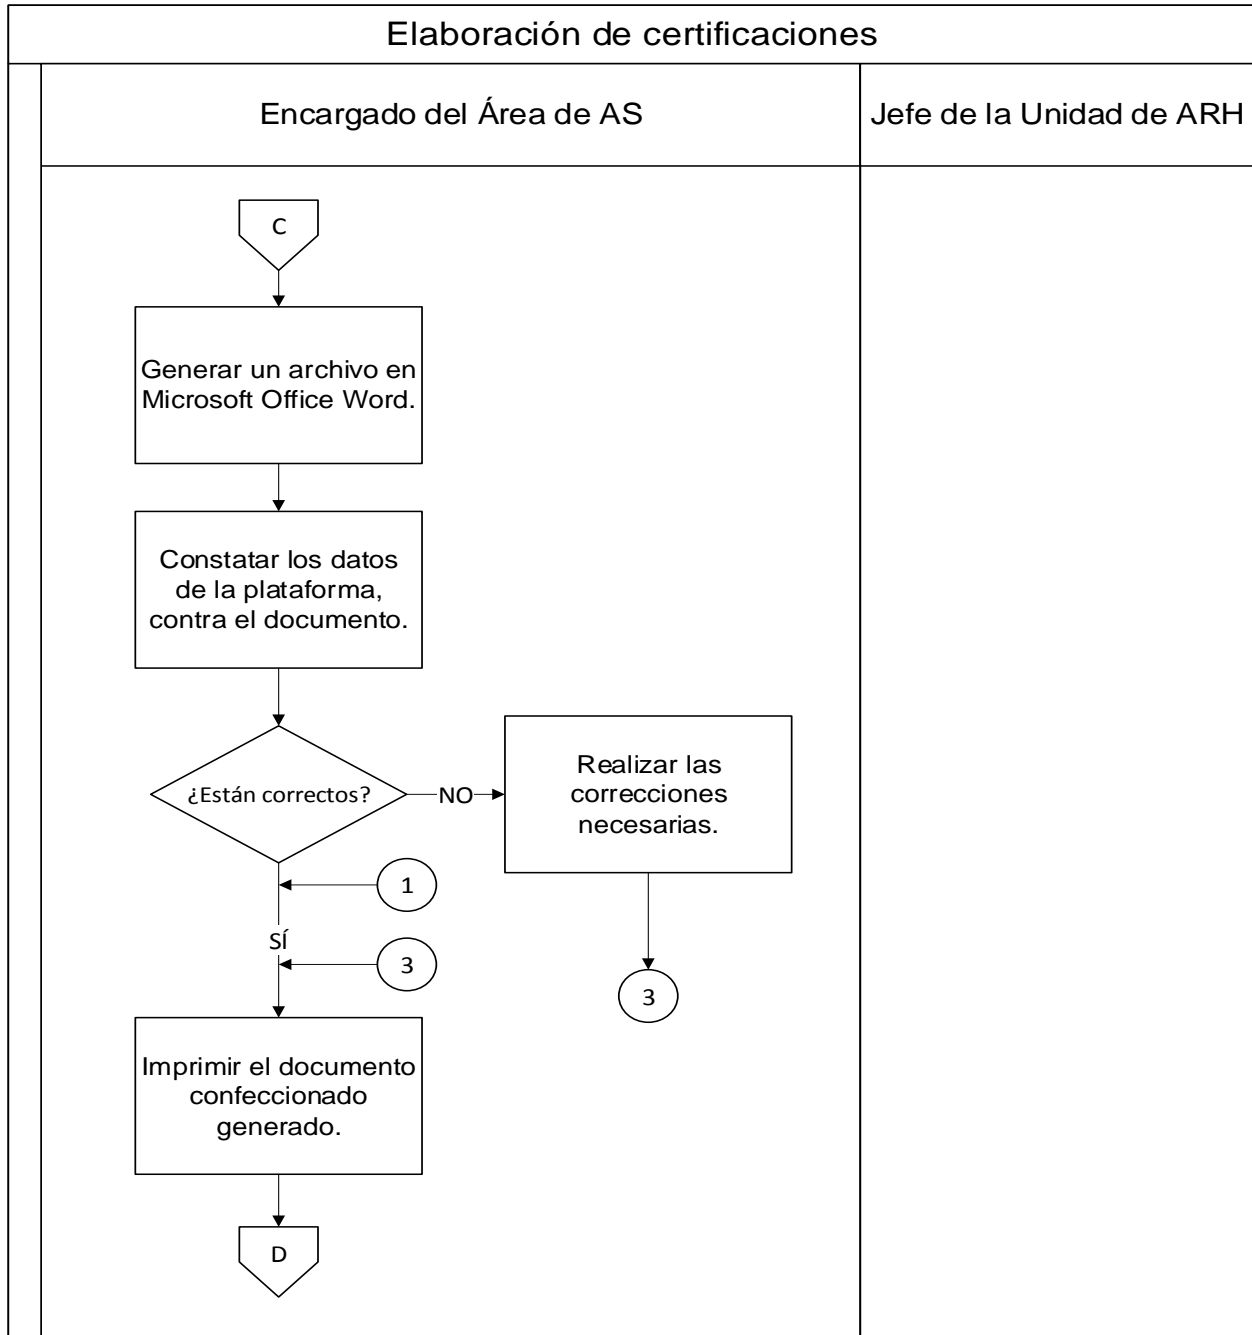 Elaboración de certificaciones
Encargado del Área de AS
Jefe de la Unidad de ARH
C
Generar un archivo en
Microsoft Office Word.
Constatar los datos
de la plataforma,
contra el documento.
¿Están correctos?
NO
Realizar las
correcciones
necesarias.
1
SÍ
3
3
Imprimir el documento
confeccionado
generado.
D